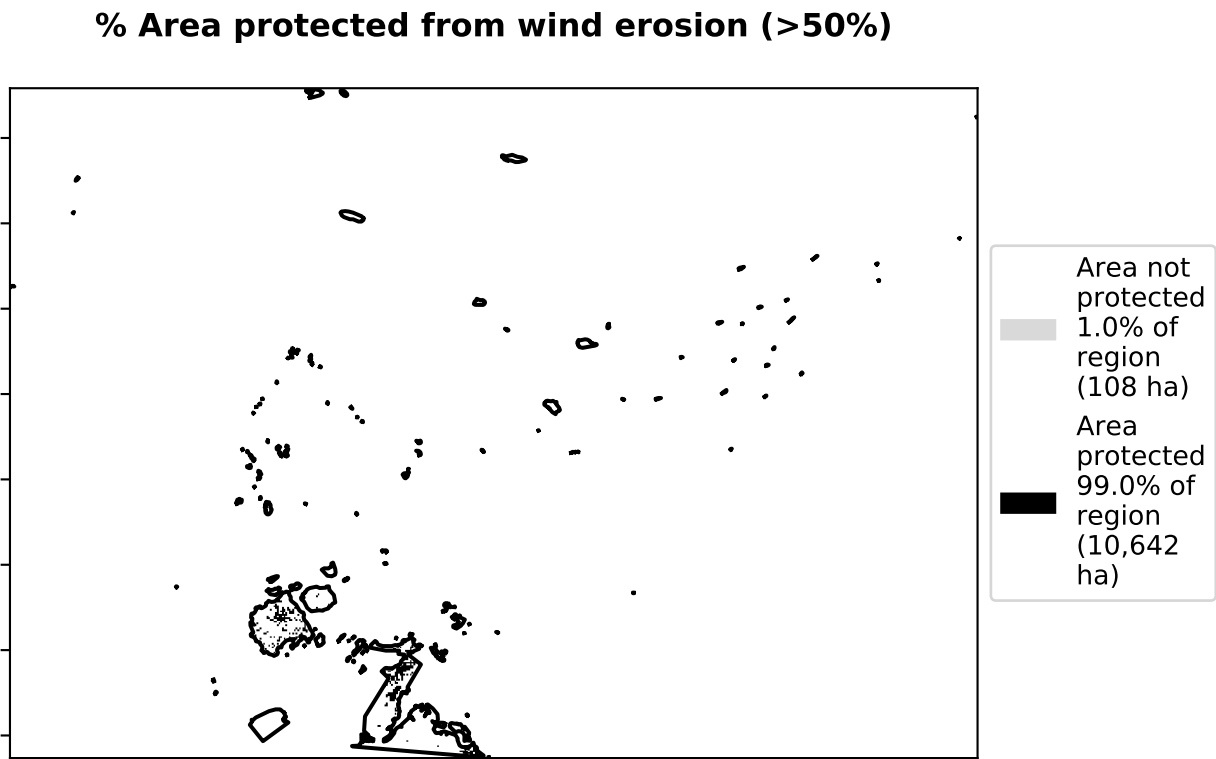 % Area protected from wind erosion (>50%)
Area not
protected
1.0% of
region
(108 ha)
Area
protected
99.0% of
region
(10,642
ha)